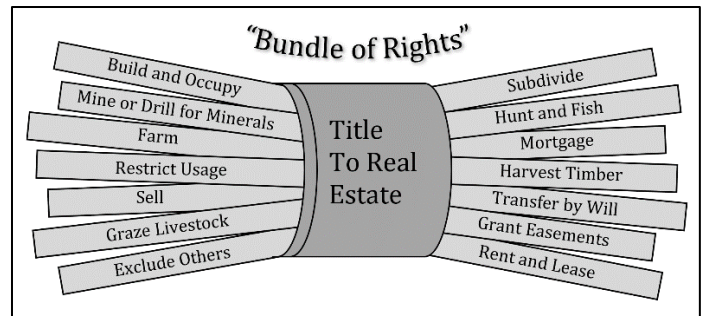 "Bundle of Rights"
Build and Occupy
Mine or Drill for Minerals
Farm
Restrict Usage
Sell
Graze Livestock
Exclude Others
Title
To Real
Estate
Subdivide
Hunt and Fish
Mortgage
Harvest Timber
Transfer by Will
Grant Easements
Rent and Lease